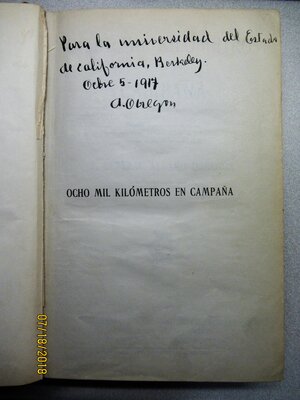 Para la universidad del Estado
de california, Berkeley.
Octre 5-1917
A. Obregon
OCHO MIL KILÓMETROS EN CAMPAÑA
07/18/2018